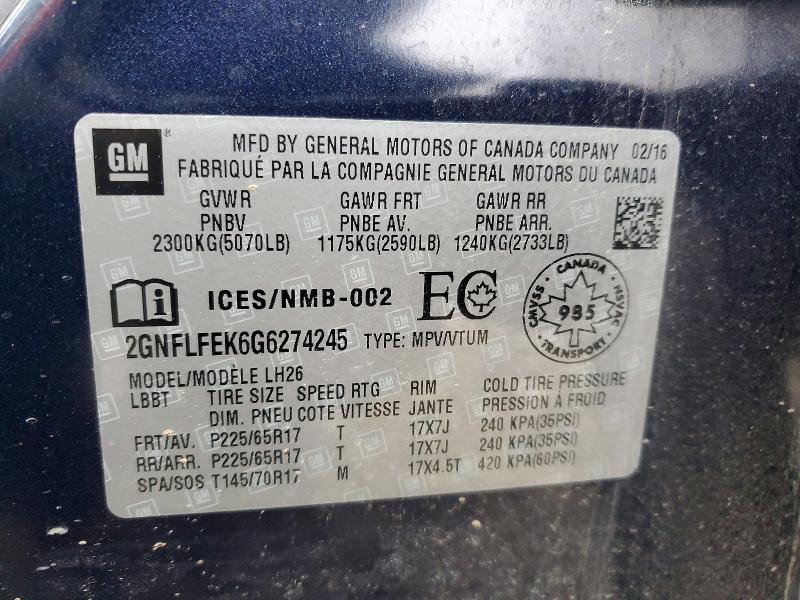 GM
MFD BY GENERAL MOTORS OF CANADA COMPANY 02/16
FABRIQUÉ PAR LA COMPAGNIE GENERAL MOTORS DU CANADA
GVWR GAWR FRT GAWR RR
PNBV PNBE AV. PNBE ARR.
2300KG(5070LB) 1175KG(2590LB) 1240KG(2733LB)
i ICES/NMB-002 EC
CANADA
CMVSS 985 NSVAC
TRANSPORT
2GNFLFEK6G6274245 TYPE: MPV/VTUM
MODEL/MODÈLE LH26
LBBT TIRE SIZE SPEED RTG RIM COLD TIRE PRESSURE
DIM. PNEU COTE VITESSE JANTE PRESSION À FROID
FRT/AV. P225/65R17 T 17X7J 240 KPA(35PSI)
RR/ARR. P225/65R17 T 17X7J 240 KPA(35PSI)
SPA/SOS T145/70R17 M 17X4.5T 420 KPA(60PSI)